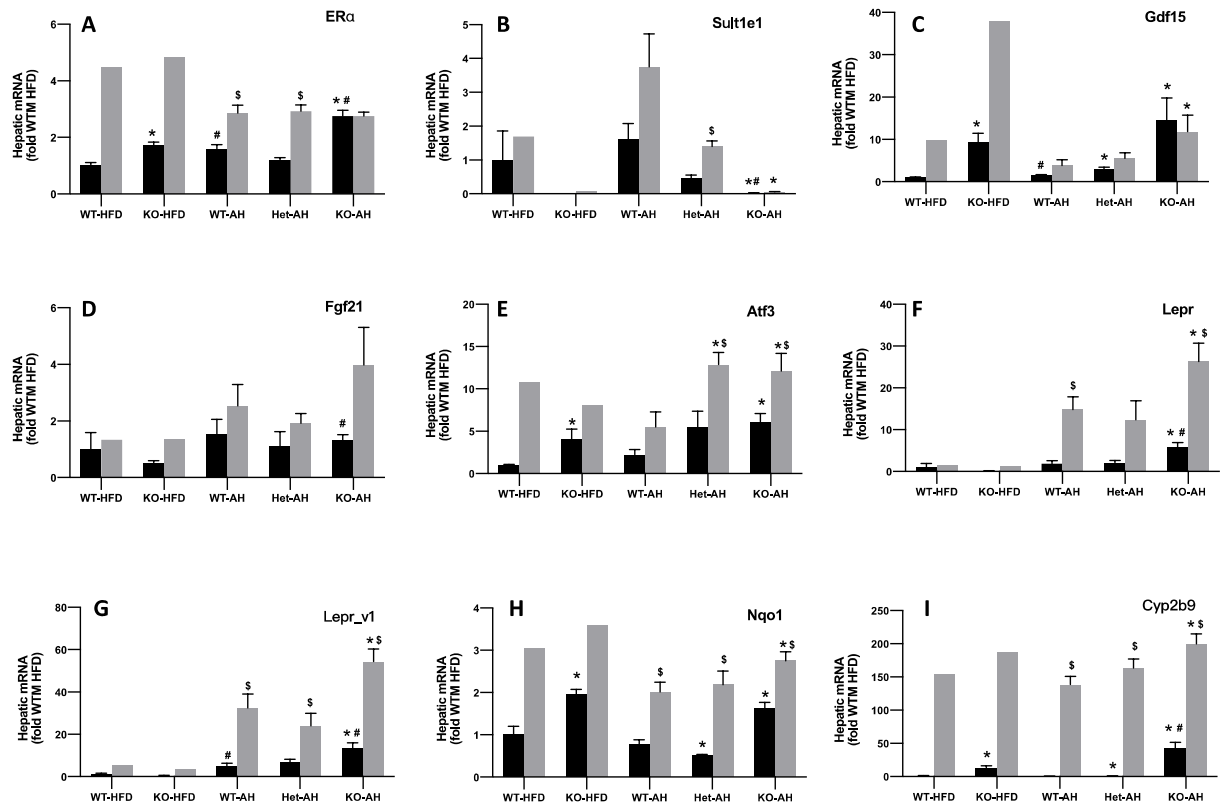 A
ERα
Hepatic mRNA
(fold WTM HFD)
6
4
2
0
*
#
$
$
* #
WT-HFD KO-HFD WT-AH Het-AH KO-AH
B
Sult1e1
Hepatic mRNA
(fold WTM HFD)
5
4
3
2
1
0
$
*# *
WT-HFD KO-HFD WT-AH Het-AH KO-AH
C
Gdf15
Hepatic mRNA
(fold WTM HFD)
40
30
20
10
0
*
#
*
*
*
WT-HFD KO-HFD WT-AH Het-AH KO-AH
D
Fgf21
Hepatic mRNA
(fold WTM HFD)
6
4
2
0
#
WT-HFD KO-HFD WT-AH Het-AH KO-AH
E
Atf3
Hepatic mRNA
(fold WTM HFD)
20
15
10
5
0
*
* $
*
* $
WT-HFD KO-HFD WT-AH Het-AH KO-AH
F
Lepr
Hepatic mRNA
(fold WTM HFD)
40
30
20
10
0
$
* #
* $
WT-HFD KO-HFD WT-AH Het-AH KO-AH
G
Lepr_v1
Hepatic mRNA
(fold WTM HFD)
80
60
40
20
0
#
$
$
* #
* $
WT-HFD KO-HFD WT-AH Het-AH KO-AH
H
Nqo1
Hepatic mRNA
(fold WTM HFD)
4
3
2
1
0
*
$
*
$
*
* $
WT-HFD KO-HFD WT-AH Het-AH KO-AH
I
Cyp2b9
Hepatic mRNA
(fold WTM HFD)
250
200
150
100
50
0
*
$
*
$
* #
* $
WT-HFD KO-HFD WT-AH Het-AH KO-AH